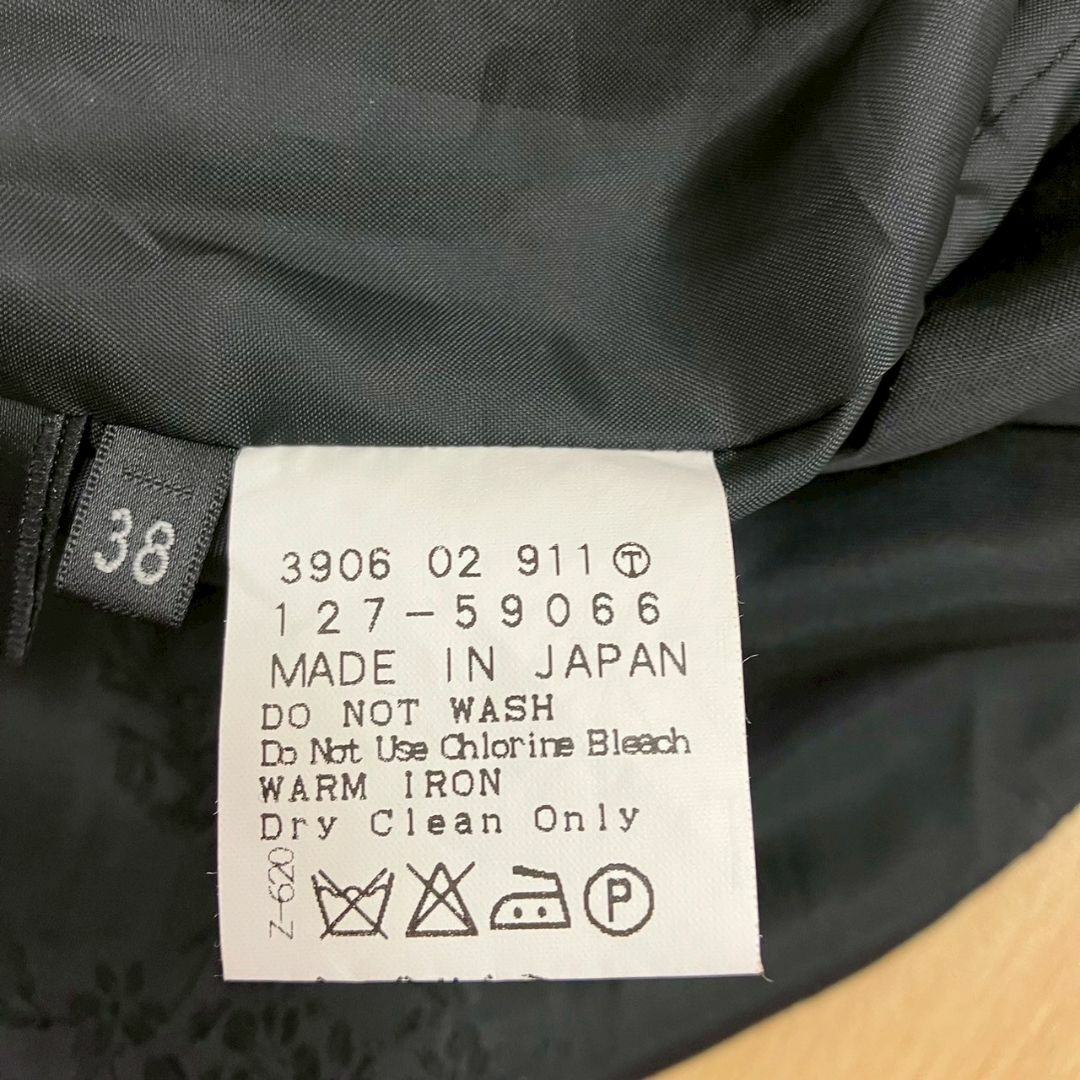 38
3906 02 911Ⓣ
127-59066
MADE IN JAPAN
DO NOT WASH
Do Not Use Chlorine Bleach
WARM IRON
Dry Clean Only
Z-620
P